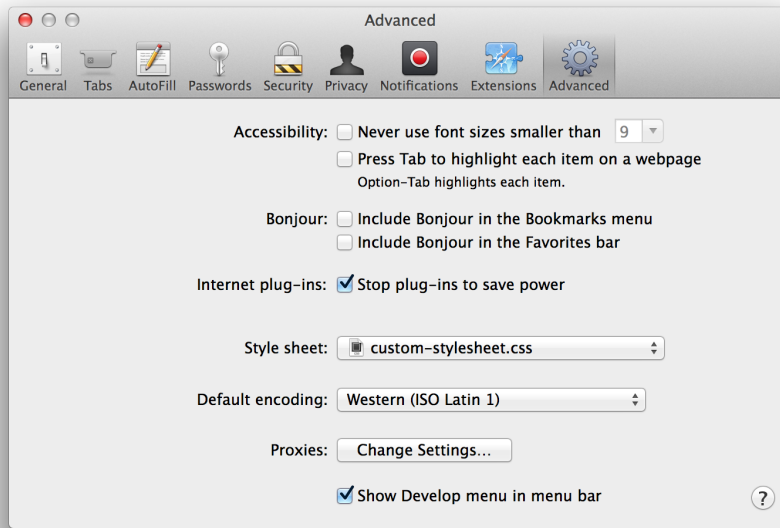 Advanced
General Tabs AutoFill Passwords Security Privacy Notifications Extensions Advanced
Accessibility: Never use font sizes smaller than 9
Press Tab to highlight each item on a webpage
Option-Tab highlights each item.
Bonjour: Include Bonjour in the Bookmarks menu
Include Bonjour in the Favorites bar
Internet plug-ins: Stop plug-ins to save power
Style sheet: custom-stylesheet.css
Default encoding: Western (ISO Latin 1)
Proxies: Change Settings...
Show Develop menu in menu bar ?